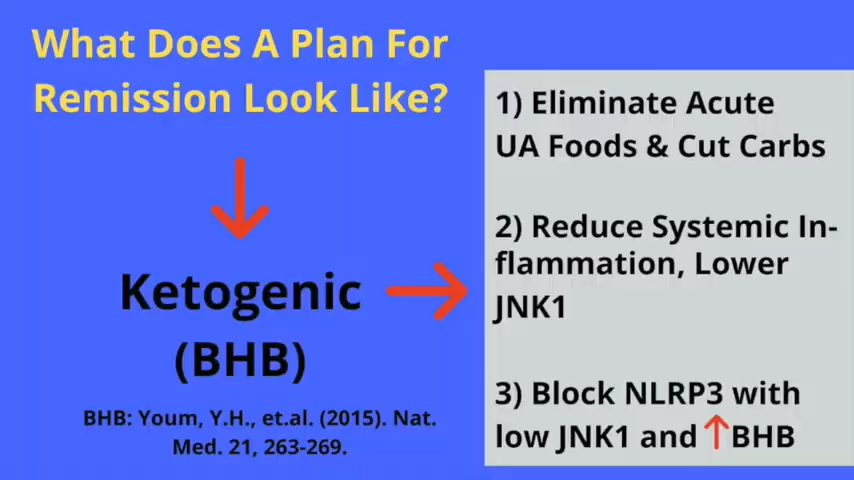 What Does A Plan For
Remission Look Like?
Ketogenic
(BHB)
BHB: Youm, Y.H., et.al. (2015). Nat.
Med. 21, 263-269.
1) Eliminate Acute
UA Foods & Cut Carbs
2) Reduce Systemic In-
flammation, Lower
JNK1
3) Block NLRP3 with
low JNK1 and ↑BHB